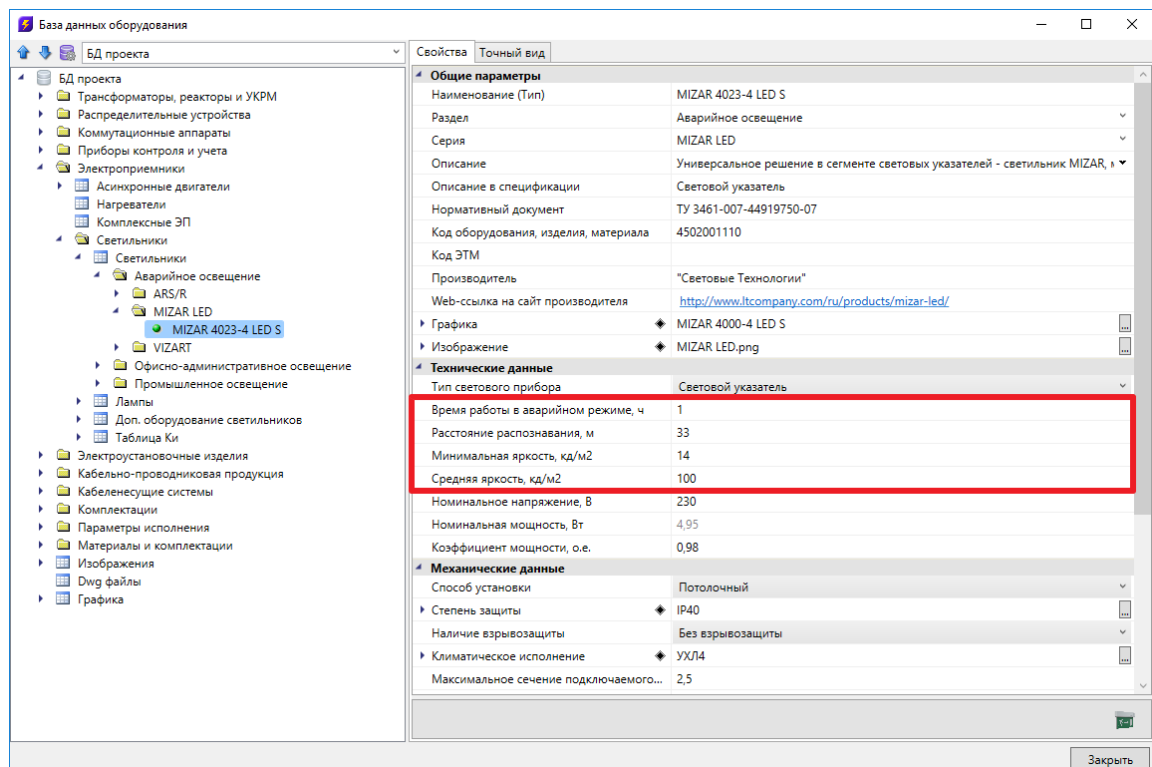 База данных оборудования
БД проекта
БД проекта
Трансформаторы, реакторы и УКРМ
Распределительные устройства
Коммутационные аппараты
Приборы контроля и учета
Электроприемники
Асинхронные двигатели
Нагреватели
Комплексные ЭП
Светильники
Светильники
Аварийное освещение
ARS/R
MIZAR LED
MIZAR 4023-4 LED S
VIZART
Офисно-административное освещение
Промышленное освещение
Лампы
Доп. оборудование светильников
Таблица Ки
Электроустановочные изделия
Кабельно-проводниковая продукция
Кабеленесущие системы
Комплектации
Параметры исполнения
Материалы и комплектации
Изображения
Dwg файлы
Графика
Свойства Точный вид
Общие параметры
Наименование (Тип) MIZAR 4023-4 LED S
Раздел Аварийное освещение
Серия MIZAR LED
Описание Универсальное решение в сегменте световых указателей - светильник MIZAR,
Описание в спецификации Световой указатель
Нормативный документ ТУ 3461-007-44919750-07
Код оборудования, изделия, материала 4502001110
Код ЭТМ
Производитель "Световые Технологии"
Web-ссылка на сайт производителя http://www.ltcompany.com/ru/products/mizar-led/
Графика MIZAR 4000-4 LED S ...
Изображение MIZAR LED.png ...
Технические данные
Тип светового прибора Световой указатель
Время работы в аварийном режиме, ч 1
Расстояние распознавания, м 33
Минимальная яркость, кд/м2 14
Средняя яркость, кд/м2 100
Номинальное напряжение, В 230
Номинальная мощность, Вт 4,95
Коэффициент мощности, о.е. 0,98
Механические данные
Способ установки Потолочный
Степень защиты IP40 ...
Наличие взрывозащиты Без взрывозащиты
Климатическое исполнение УХЛ4 ...
Максимальное сечение подключаемого... 2,5
Закрыть